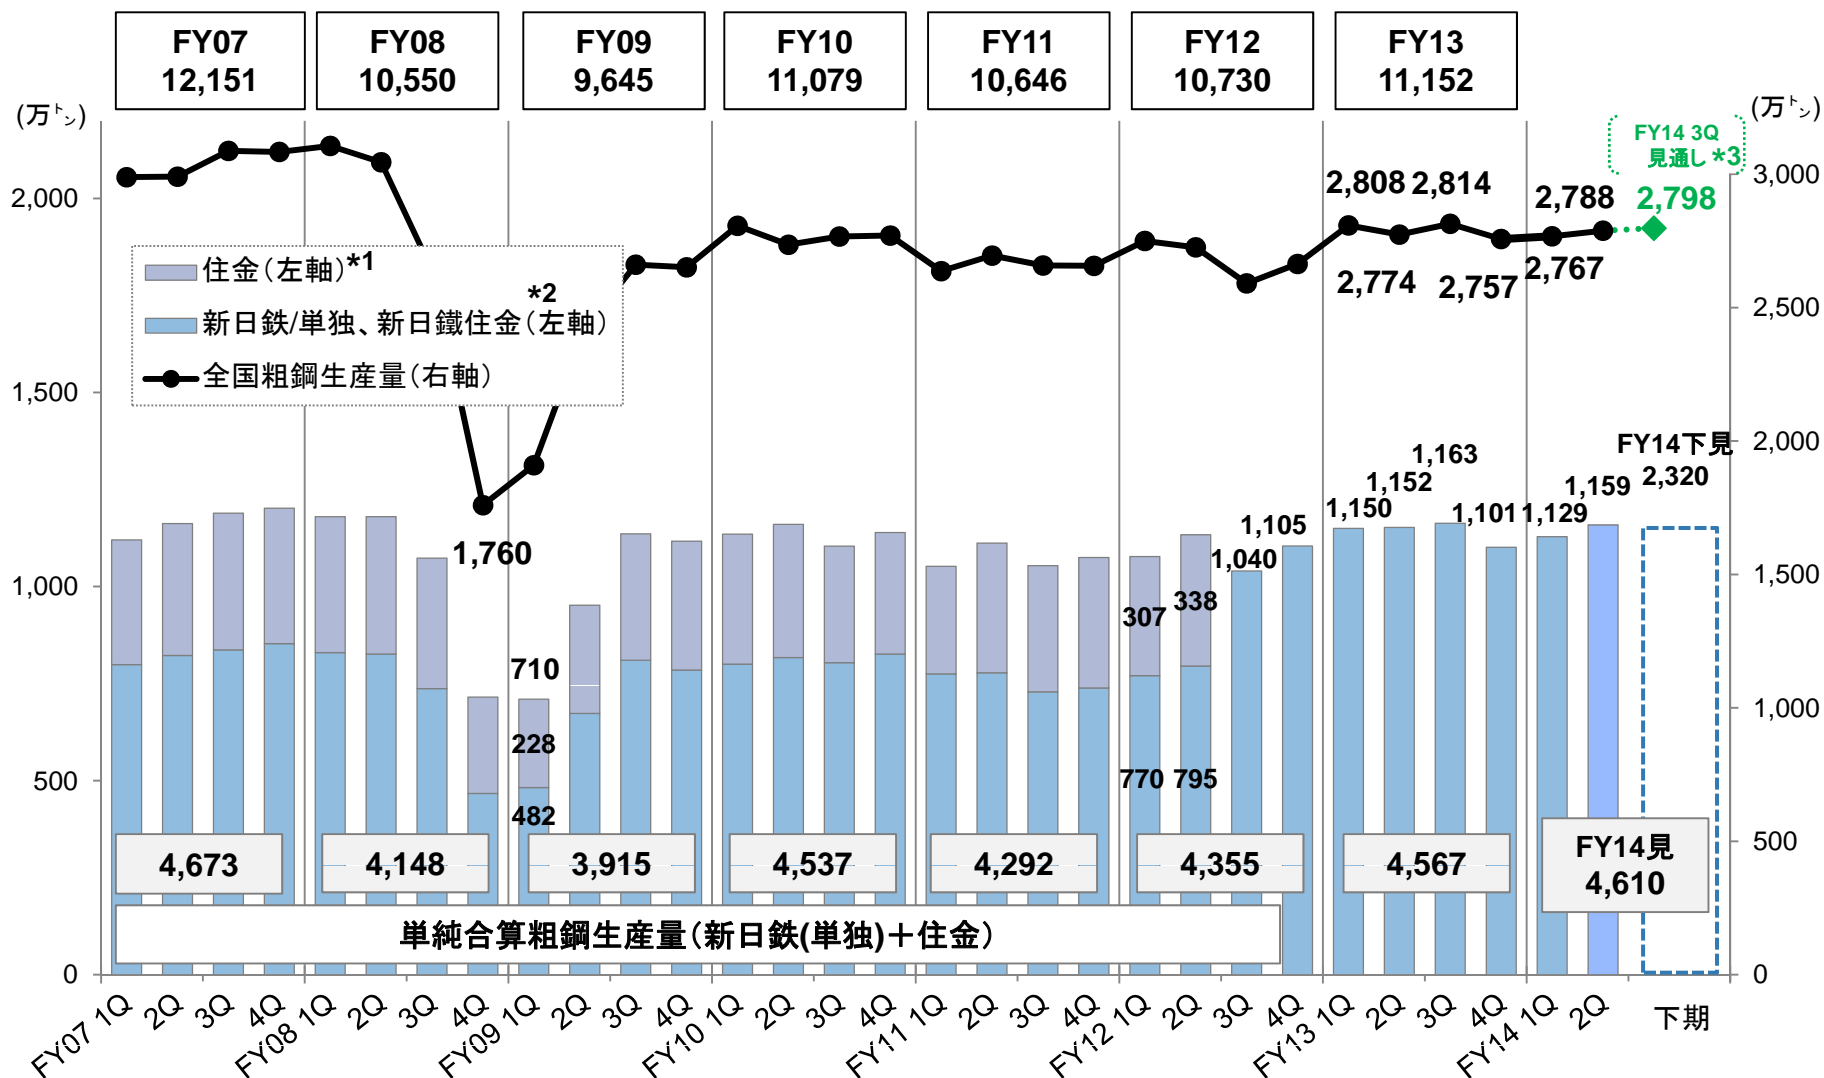 FY07
12,151
FY08
10,550
FY09
9,645
FY10
11,079
FY11
10,646
FY12
10,730
FY13
11,152
(万㌧)
(万㌧)
FY14 3Q
見通し*3
2,798
2,808
2,814
2,788
2,774
2,757
2,767
住金(左軸)*1
*2
新日鉄/単独、新日鐵住金(左軸)
全国粗鋼生産量(右軸)
1,760
710
228
482
307
338
770
795
1,040
1,105
1,150
1,152
1,163
1,101
1,129
1,159
FY14下見
2,320
4,673
4,148
3,915
4,537
4,292
4,355
4,567
FY14見
4,610
単純合算粗鋼生産量(新日鉄(単独)+住金)
2,000
1,500
1,000
500
0
3,000
2,500
2,000
1,500
1,000
500
0
FY07 1Q
2Q
3Q
4Q
FY08 1Q
2Q
3Q
4Q
FY09 1Q
2Q
3Q
4Q
FY10 1Q
2Q
3Q
4Q
FY11 1Q
2Q
3Q
4Q
FY12 1Q
2Q
3Q
4Q
FY13 1Q
2Q
3Q
4Q
FY14 1Q
2Q
下期